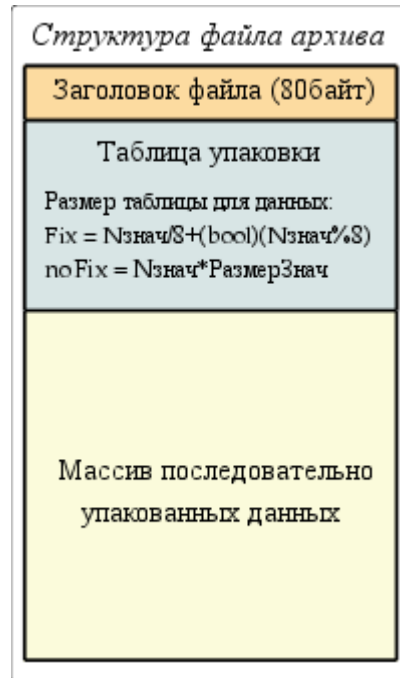 Структура файла архива
Заголовок файла (80байт)
Таблица упаковки
Размер таблицы для данных:
Fix = Nзнач/8+(bool)(Nзнач%8)
noFix = Nзнач*РазмерЗнач
Массив последовательно
упакованных данных